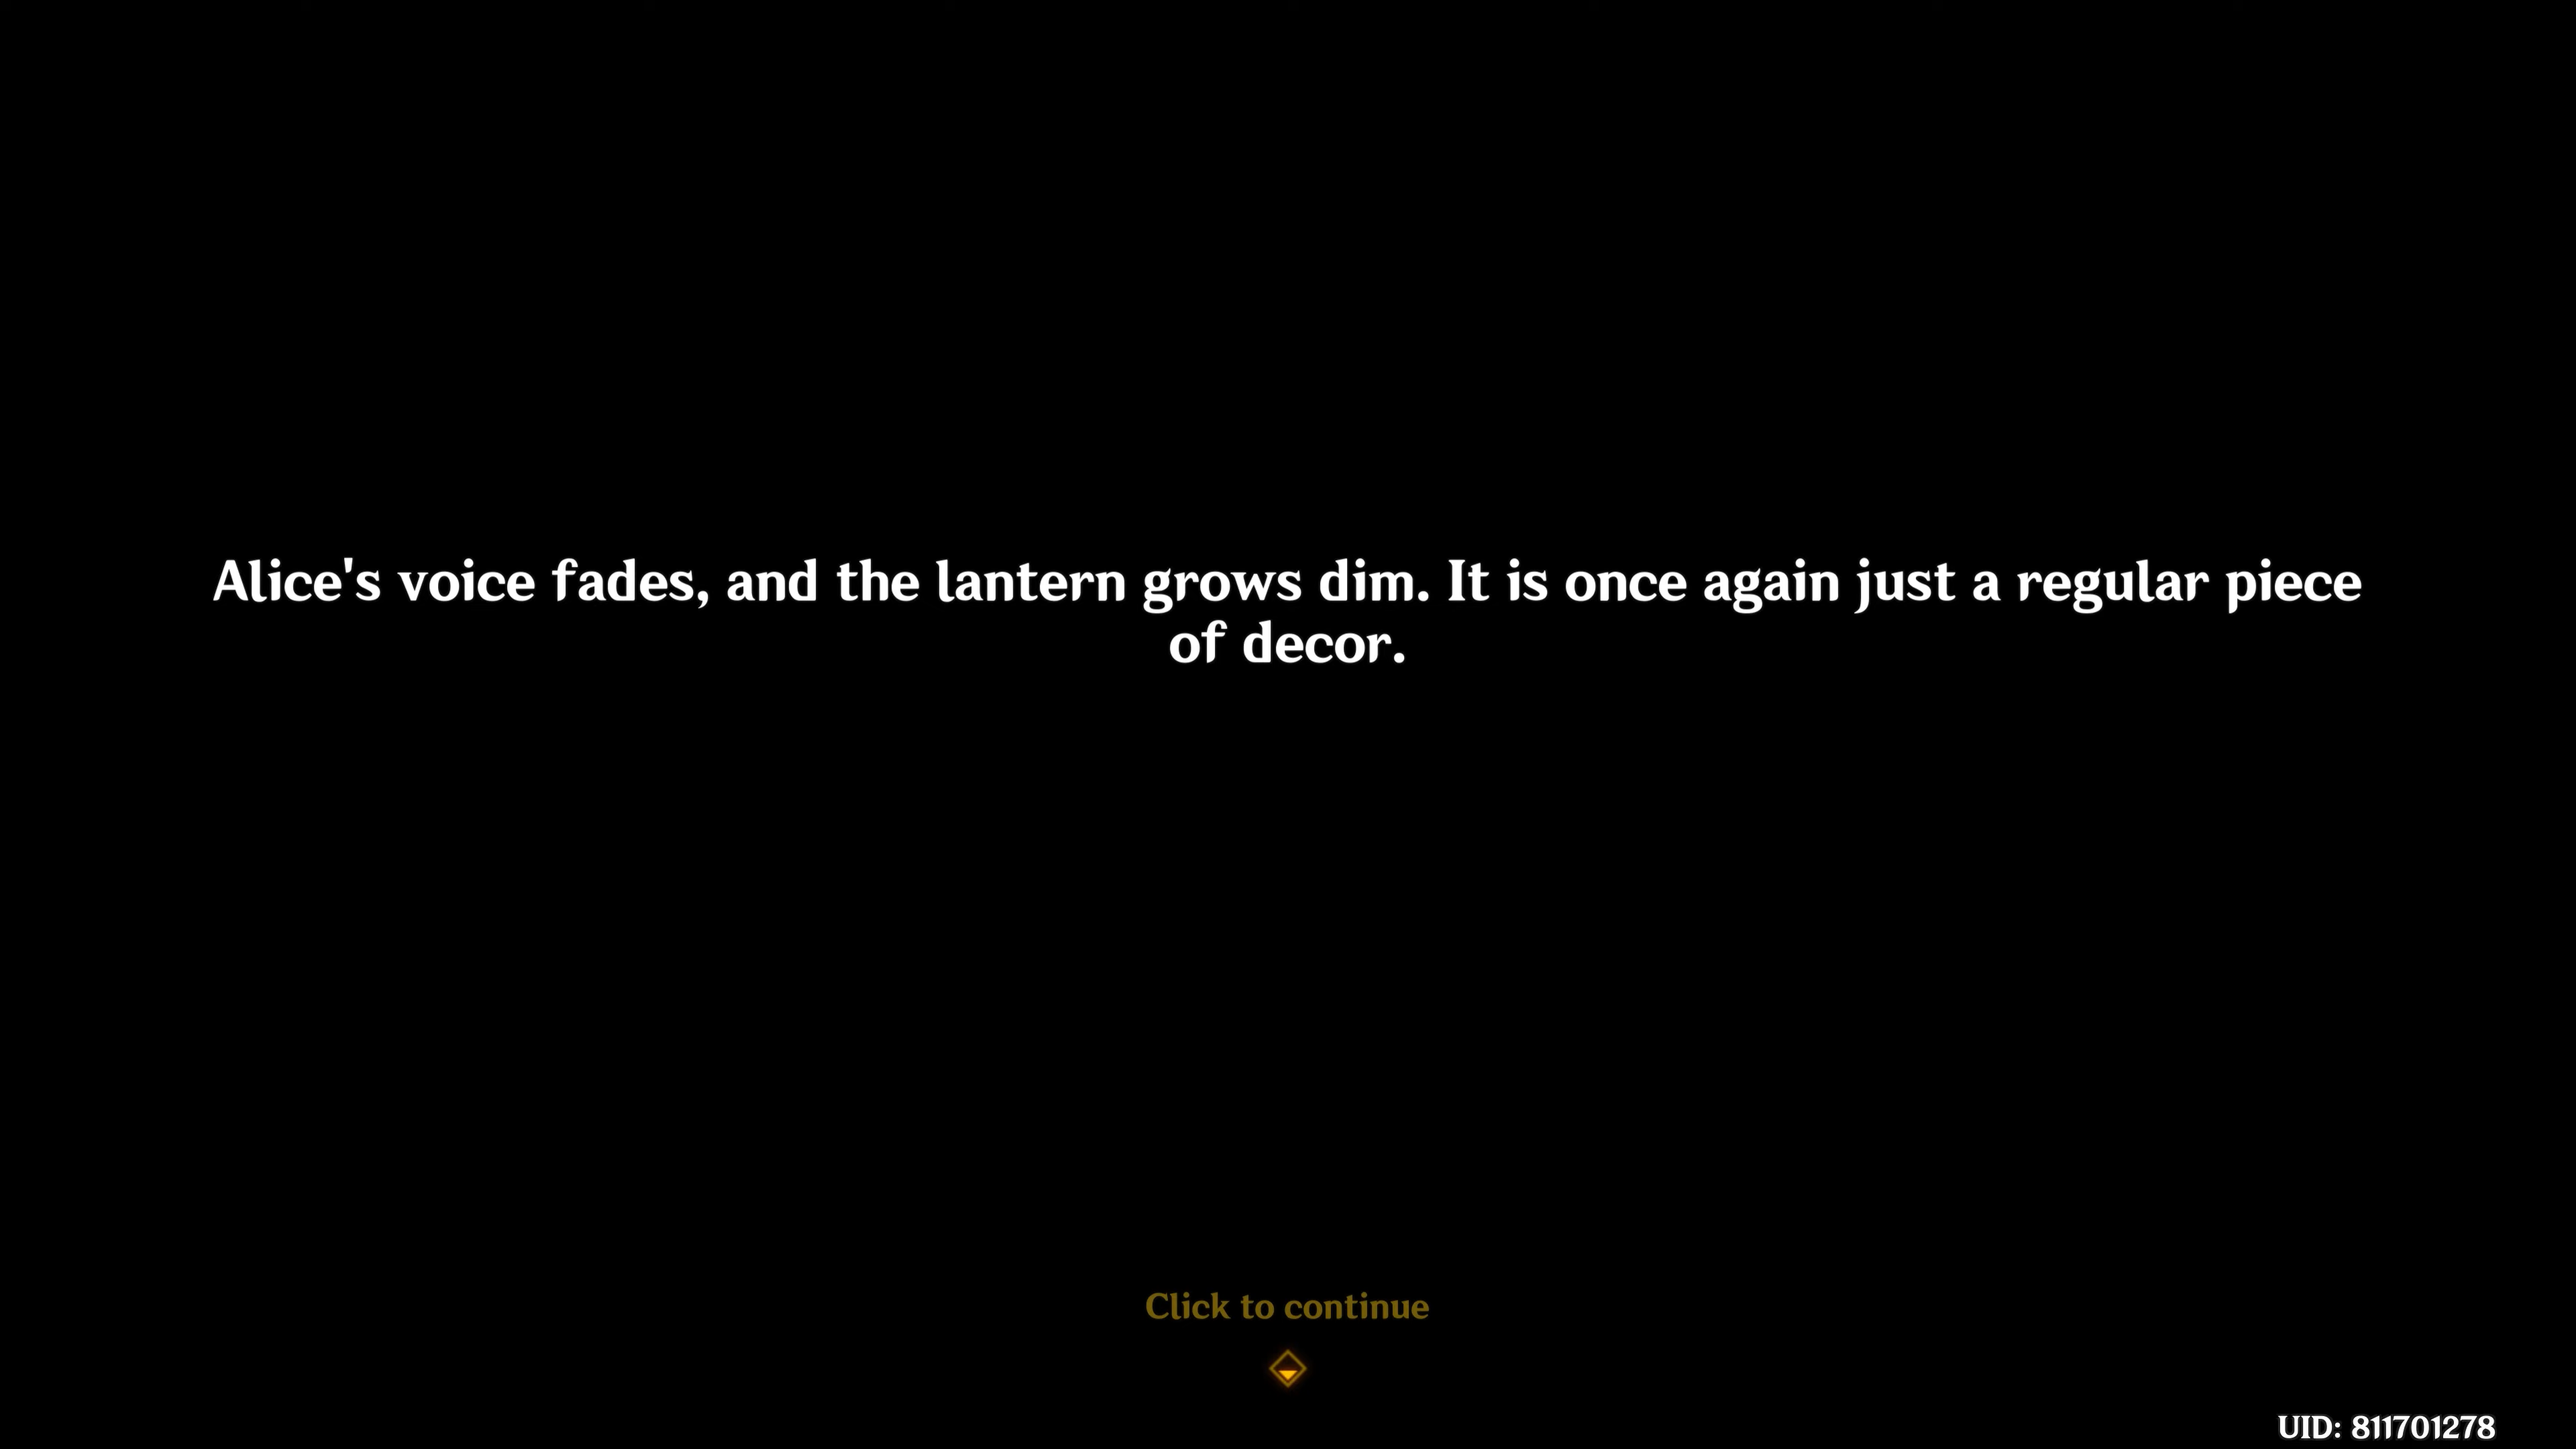 Alice's voice fades, and the lantern grows dim. It is once again just a regular piece
of decor.
Click to continue
UID: 811701278